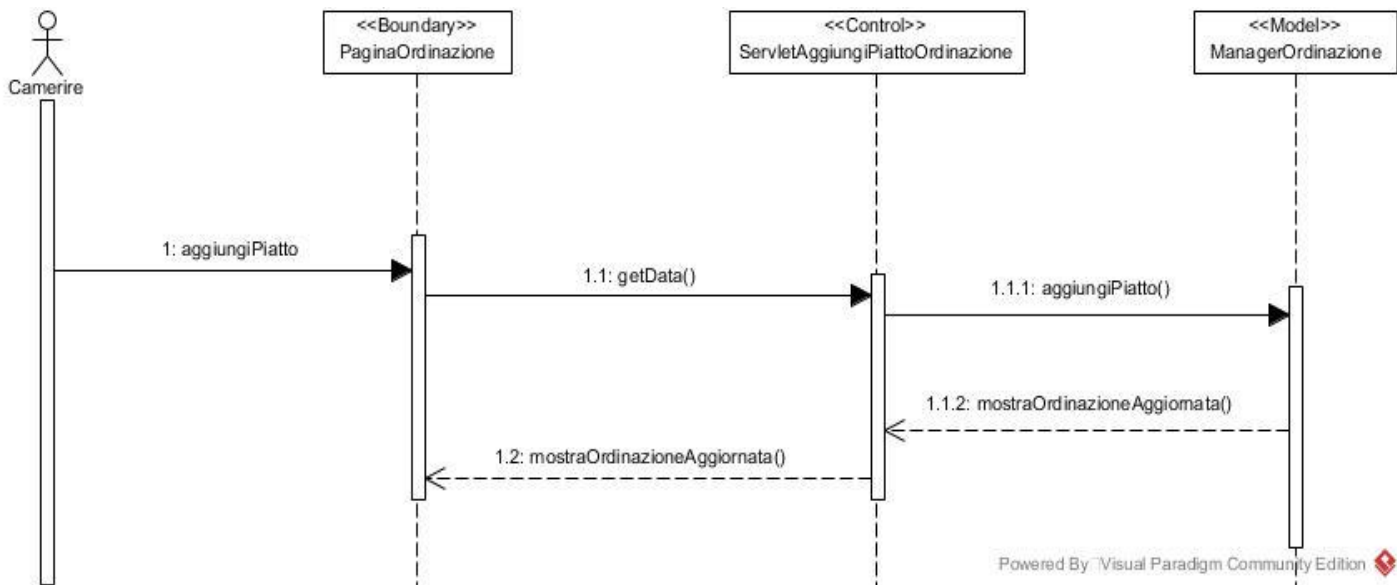 <<Boundary>>
PaginaOrdinazione
<<Control>>
ServletAggiungiPiattoOrdinazione
<<Model>>
ManagerOrdinazione
Camerire
1: aggiungiPiatto
1.1: getData()
1.1.1: aggiungiPiatto()
1.1.2: mostraOrdinazioneAggiornata()
1.2: mostraOrdinazioneAggiornata()
Powered By Visual Paradigm Community Edition